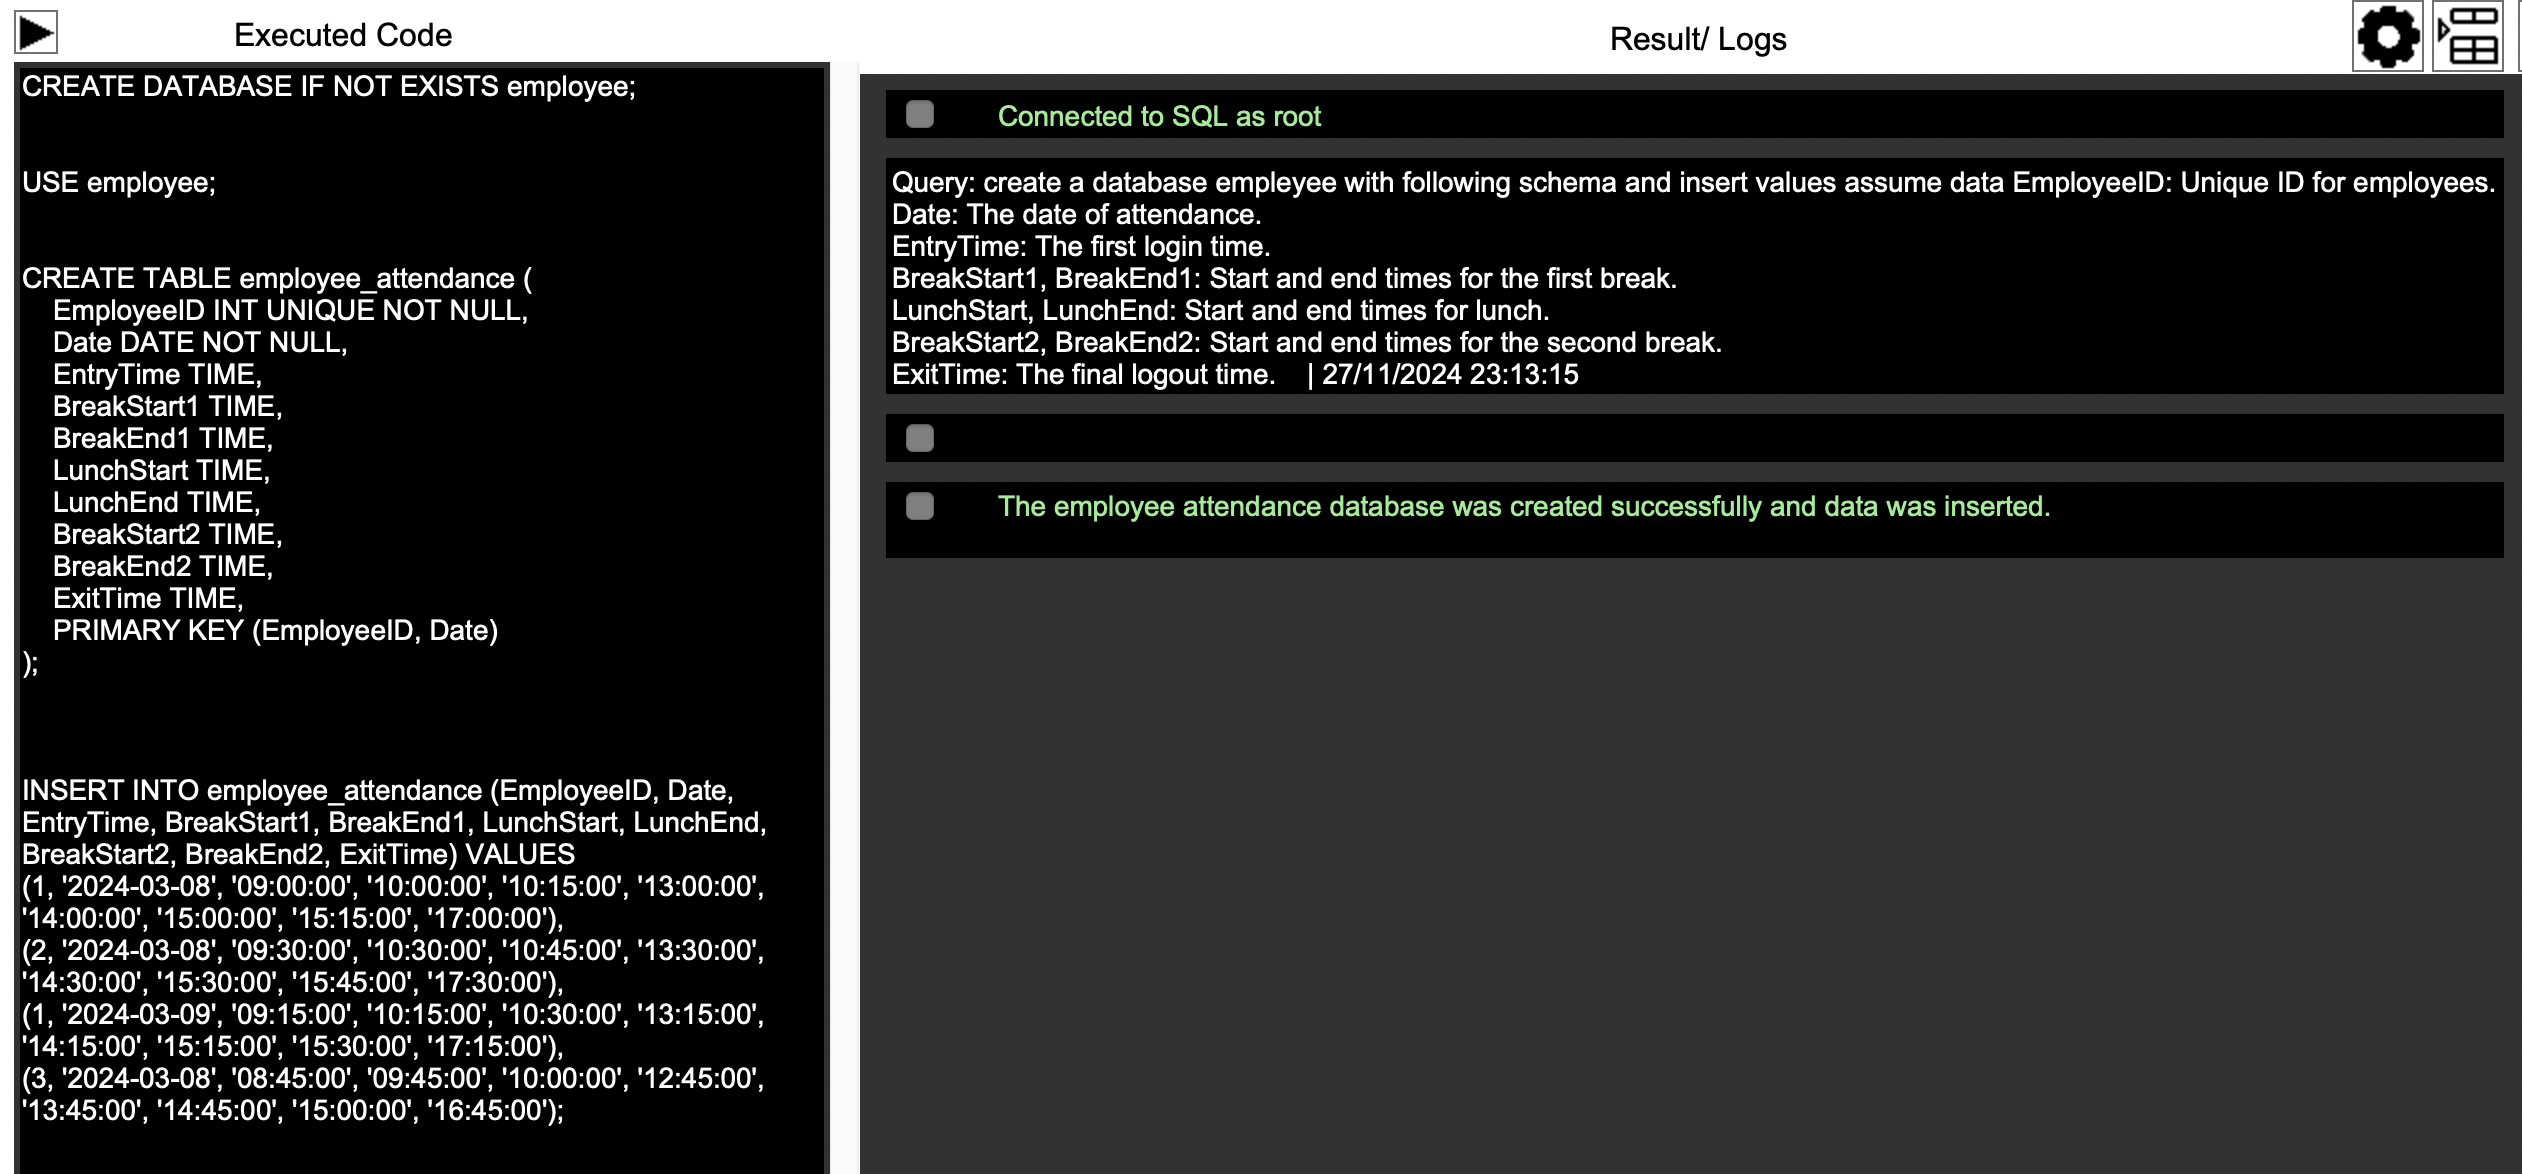 Executed Code
CREATE DATABASE IF NOT EXISTS employee;
USE employee;
CREATE TABLE employee_attendance (
EmployeeID INT UNIQUE NOT NULL,
Date DATE NOT NULL,
EntryTime TIME,
BreakStart1 TIME,
BreakEnd1 TIME,
LunchStart TIME,
LunchEnd TIME,
BreakStart2 TIME,
BreakEnd2 TIME,
ExitTime TIME,
PRIMARY KEY (EmployeeID, Date)
);
INSERT INTO employee_attendance (EmployeeID, Date,
EntryTime, BreakStart1, BreakEnd1, LunchStart, LunchEnd,
BreakStart2, BreakEnd2, ExitTime) VALUES
(1, '2024-03-08', '09:00:00', '10:00:00', '10:15:00', '13:00:00',
'14:00:00', '15:00:00', '15:15:00', '17:00:00'),
(2, '2024-03-08', '09:30:00', '10:30:00', '10:45:00', '13:30:00',
'14:30:00', '15:30:00', '15:45:00', '17:30:00'),
(1, '2024-03-09', '09:15:00', '10:15:00', '10:30:00', '13:15:00',
'14:15:00', '15:15:00', '15:30:00', '17:15:00'),
(3, '2024-03-08', '08:45:00', '09:45:00', '10:00:00', '12:45:00',
'13:45:00', '14:45:00', '15:00:00', '16:45:00');
Result/ Logs
Connected to SQL as root
Query: create a database empleyee with following schema and insert values assume data EmployeeID: Unique ID for employees.
Date: The date of attendance.
EntryTime: The first login time.
BreakStart1, BreakEnd1: Start and end times for the first break.
LunchStart, LunchEnd: Start and end times for lunch.
BreakStart2, BreakEnd2: Start and end times for the second break.
ExitTime: The final logout time. | 27/11/2024 23:13:15
The employee attendance database was created successfully and data was inserted.